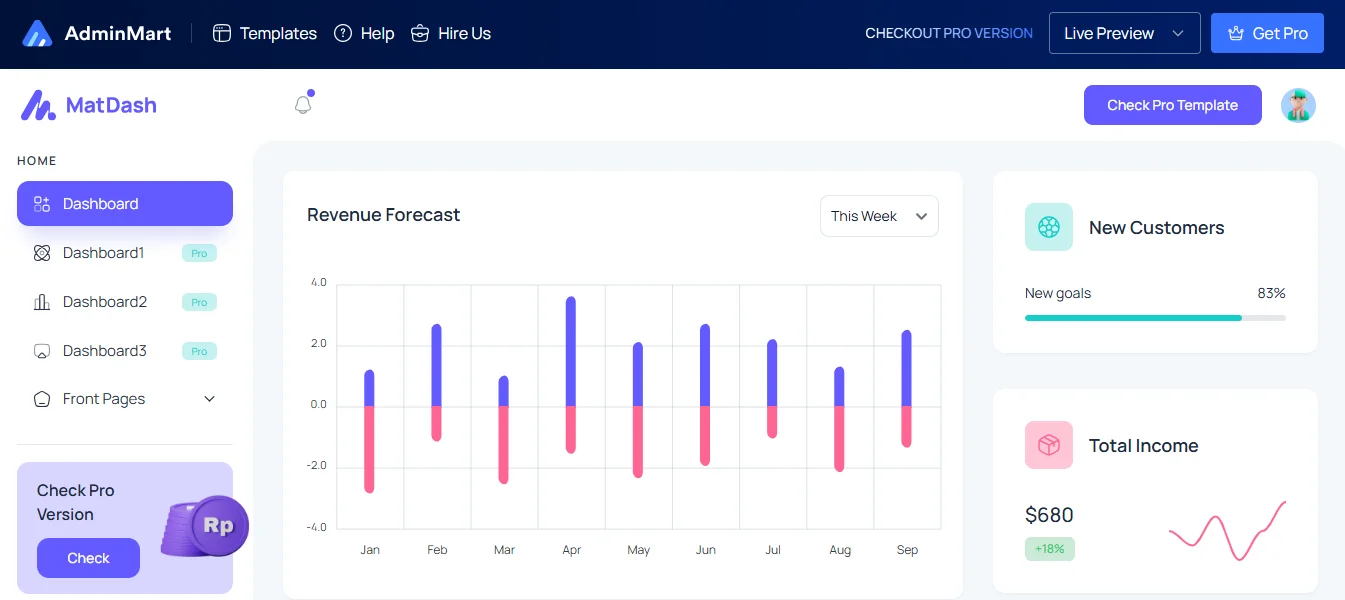 AdminMart
Templates
Help
Hire Us
CHECKOUT PRO VERSION
Live Preview
Get Pro
MatDash
Check Pro Template
HOME
Dashboard
Dashboard1 Pro
Dashboard2 Pro
Dashboard3 Pro
Front Pages
Check Pro
Version
Check
Rp
Revenue Forecast
This Week
4.0
2.0
0.0
-2.0
-4.0
Jan Feb Mar Apr May Jun Jul Aug Sep
New Customers
New goals 83%
Total Income
$680
+18%